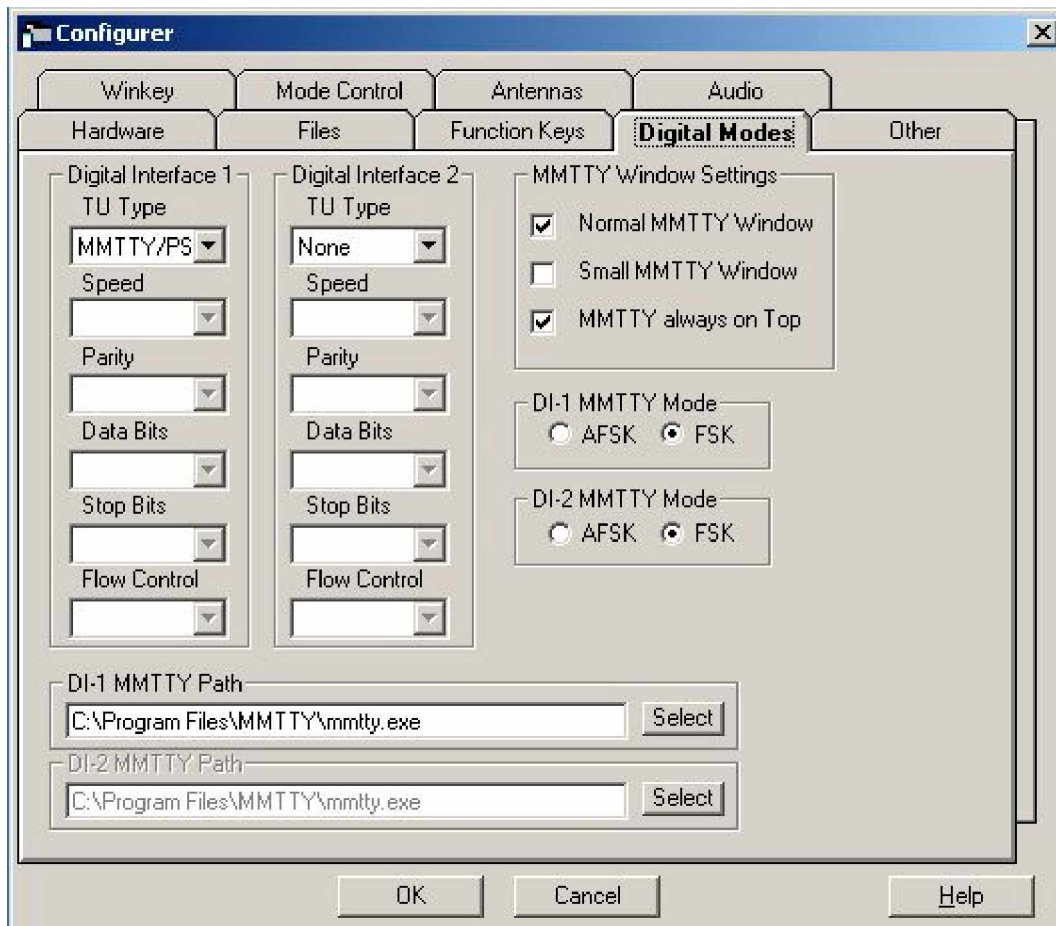 Configurer
Winkey Mode Control Antennas Audio
Hardware Files Function Keys Digital Modes Other
Digital Interface 1
TU Type
MMTTY/PS
Speed
Parity
Data Bits
Stop Bits
Flow Control
Digital Interface 2
TU Type
None
Speed
Parity
Data Bits
Stop Bits
Flow Control
MMTTY Window Settings
Normal MMTTY Window
Small MMTTY Window
MMTTY always on Top
DI-1 MMTTY Mode
AFSK FSK
DI-2 MMTTY Mode
AFSK FSK
DI-1 MMTTY Path
C:\Program Files\MMTTY\mmtty.exe Select
DI-2 MMTTY Path
C:\Program Files\MMTTY\mmtty.exe Select
OK Cancel Help